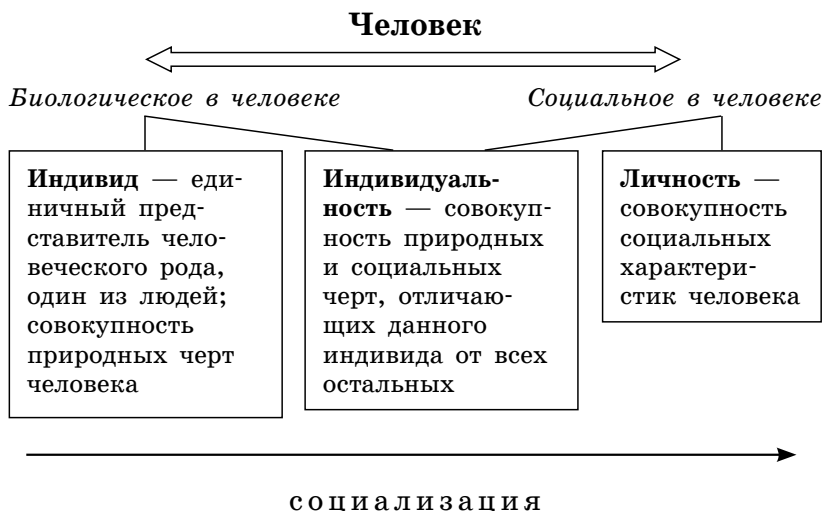 Человек
Биологическое в человеке
Социальное в человеке
Индивид — еди-
ничный пред-
ставитель чело-
веческого рода,
один из людей;
совокупность
природных черт
человека
Индивидуаль-
ность — совокуп-
ность природных
и социальных
черт, отличаю-
щих данного
индивида от всех
остальных
Личность —
совокупность
социальных
характери-
стик человека
социализация